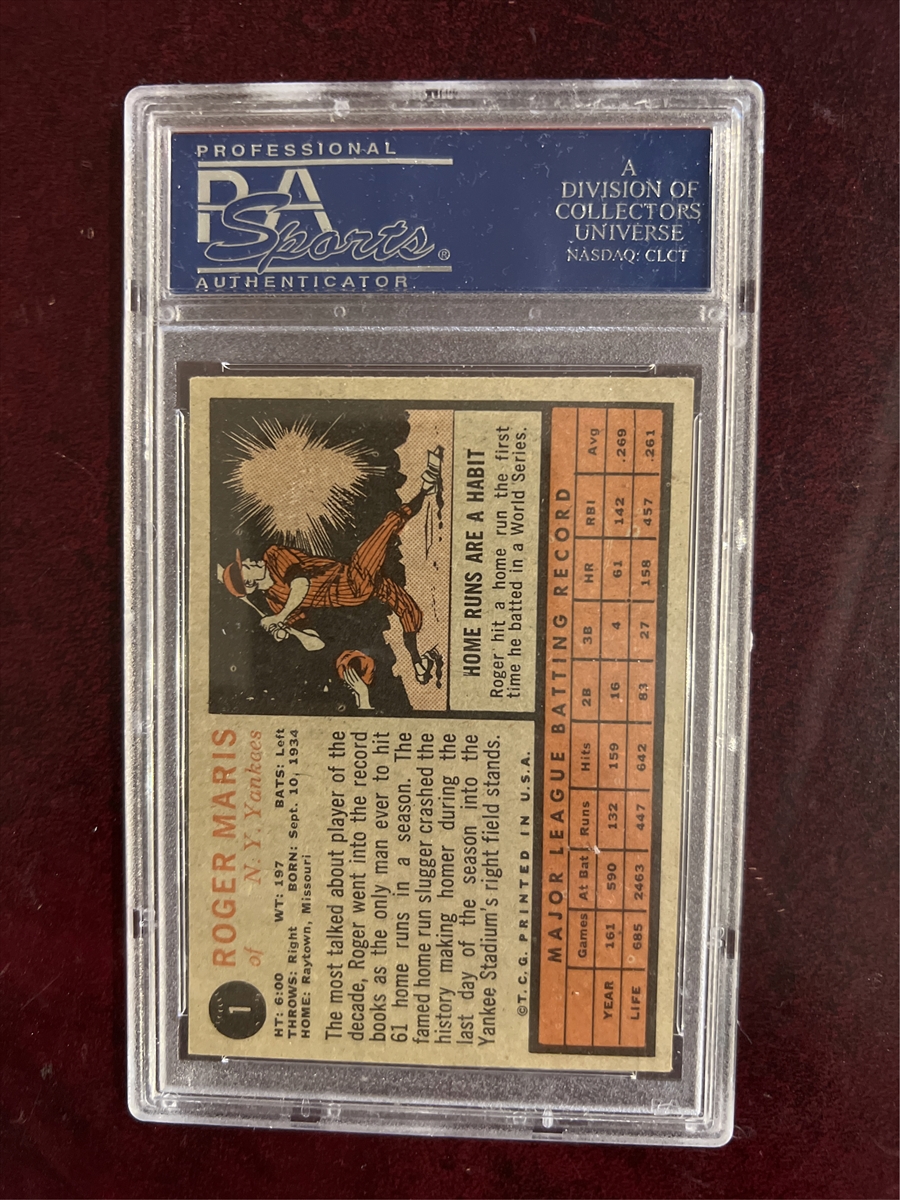 PROFESSIONAL
PSA
Sports®
AUTHENTICATOR
A
DIVISION OF
COLLECTORS
UNIVERSE
NASDAQ: CLCT
1
ROGER MARIS
of N. Y. Yankaes
HT: 6:00 WT: 197 BATS: Left
THROWS: Right BORN: Sept. 10, 1934
HOME: Raytown, Missouri
The most talked about player of the
decade, Roger went into the record
books as the only man ever to hit
61 home runs in a season. The
famed home run slugger crashed the
history making homer during the
last day of the season into the
Yankee Stadium's right field stands.
©T. C. G. PRINTED IN U.S.A.
HOME RUNS ARE A HABIT
Roger hit a home run the first
time he batted in a World Series.
MAJOR LEAGUE BATTING RECORD
Games At Bat Runs Hits 2B 3B HR RBI Avg
YEAR 161 590 132 159 16 4 61 142 .269
LIFE 685 2463 447 642 83 27 158 457 .261